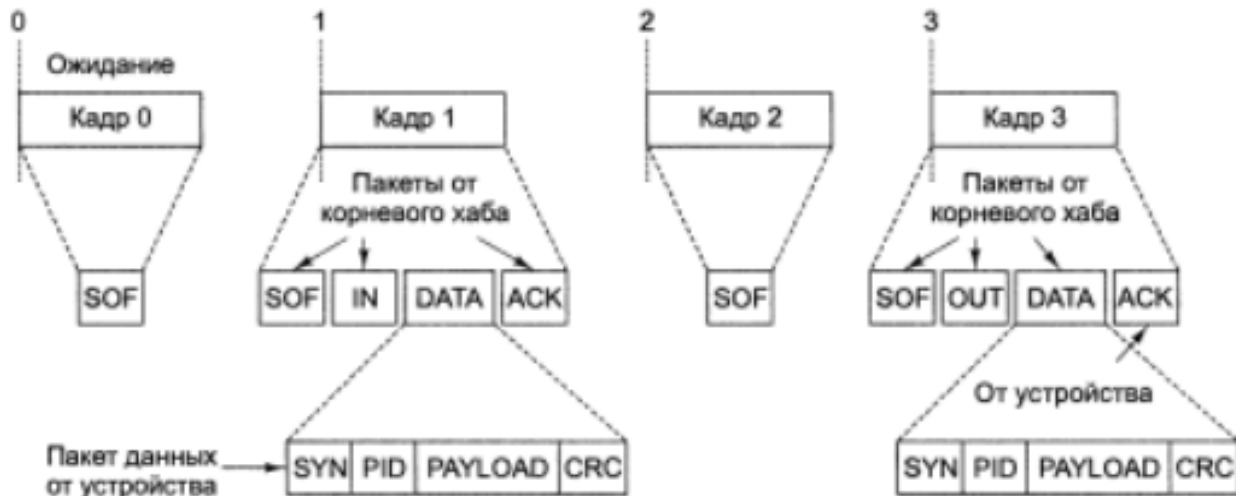 0 1 2 3
Ожидание
Кадр 0 Кадр 1 Кадр 2 Кадр 3
Пакеты от
корневого хаба
Пакеты от
корневого хаба
SOF SOF IN DATA ACK SOF SOF OUT DATA ACK
От устройства
Пакет данных
от устройства
SYN PID PAYLOAD CRC SYN PID PAYLOAD CRC